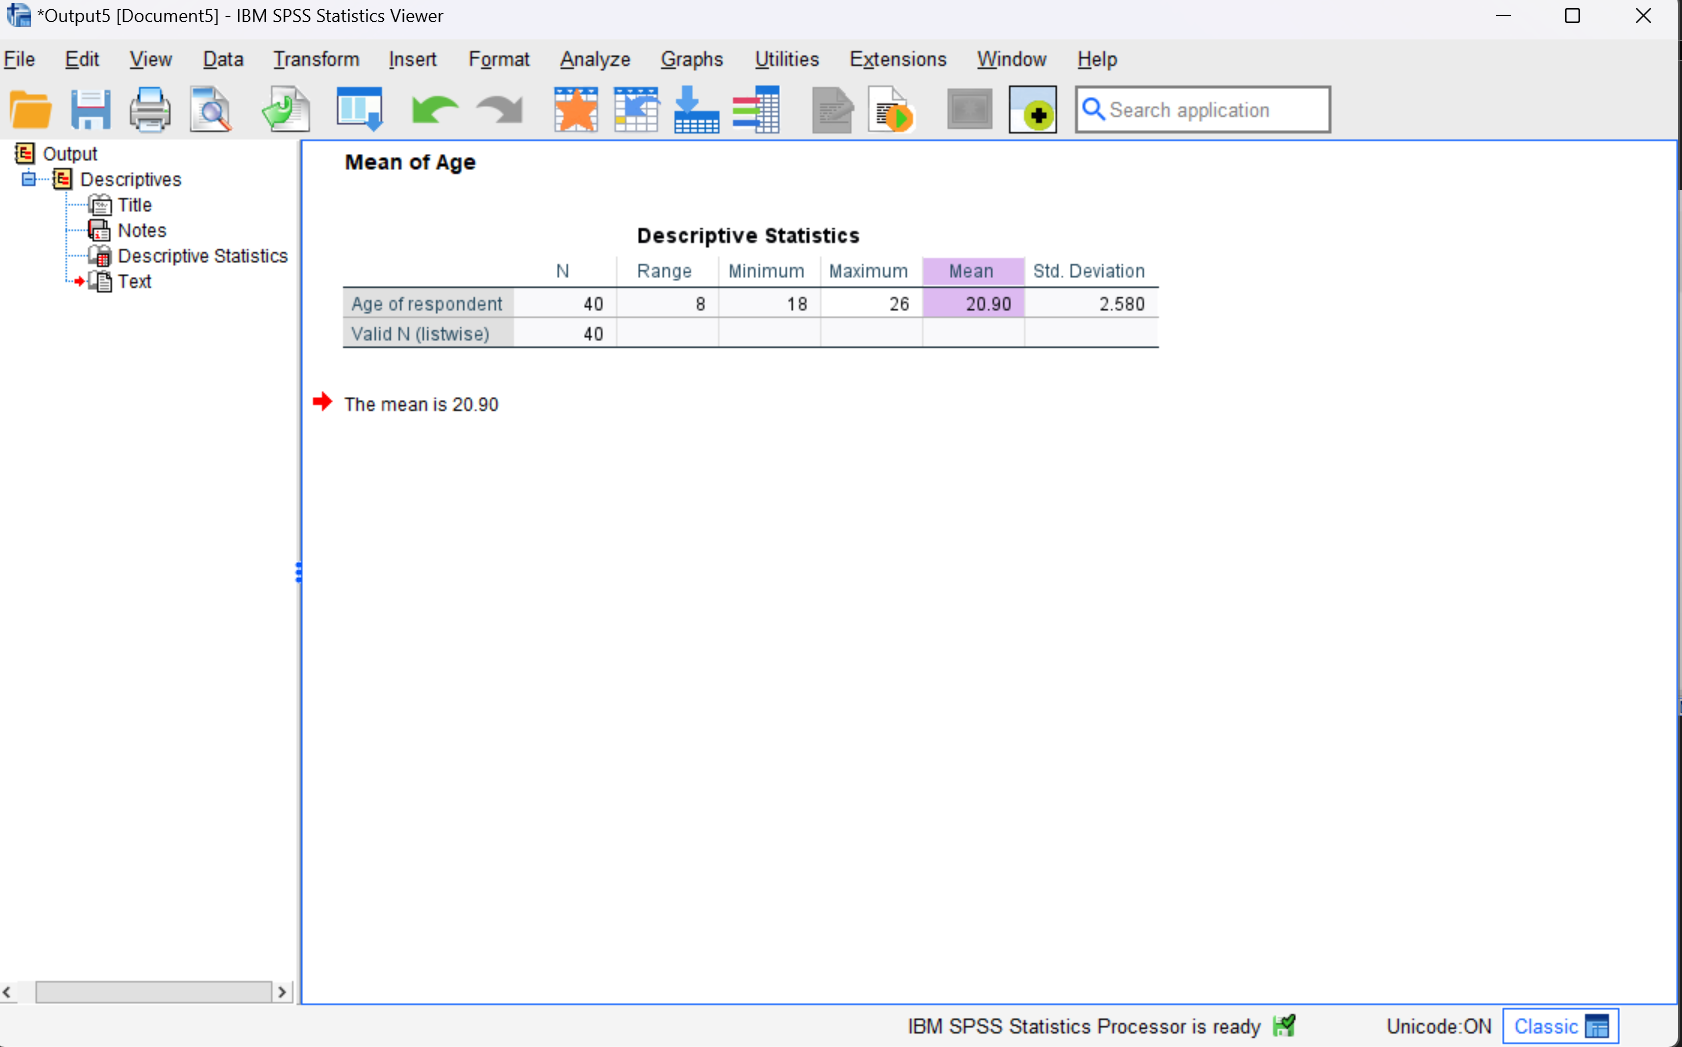 *Output5 [Document5] - IBM SPSS Statistics Viewer
File Edit View Data Transform Insert Format Analyze Graphs Utilities Extensions Window Help
Search application
Output
Descriptives
Title
Notes
Descriptive Statistics
Text
Mean of Age
Descriptive Statistics
N Range Minimum Maximum Mean Std. Deviation
Age of respondent 40 8 18 26 20.90 2.580
Valid N (listwise) 40
The mean is 20.90
IBM SPSS Statistics Processor is ready Unicode:ON Classic